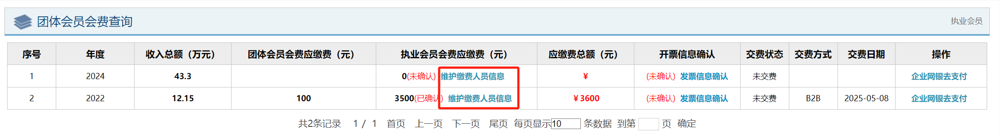 团体会员会费查询 执业会员
序号 年度 收入总额（万元） 团体会员会费应缴费（元） 执业会员会费应缴费（元） 应缴费总额（元） 开票信息确认 交费状态 交费方式 交费日期 操作
1 2024 43.3 0(未确认) 维护缴费人员信息 ¥ (未确认) 发票信息确认 未交费 企业网银去支付
2 2022 12.15 100 3500(已确认) 维护缴费人员信息 ¥3600 (未确认) 发票信息确认 未交费 B2B 2025-05-08 企业网银去支付
共2条记录 1 / 1 首页 上一页 下一页 尾页 每页显示10 条数据 到第 页 确定